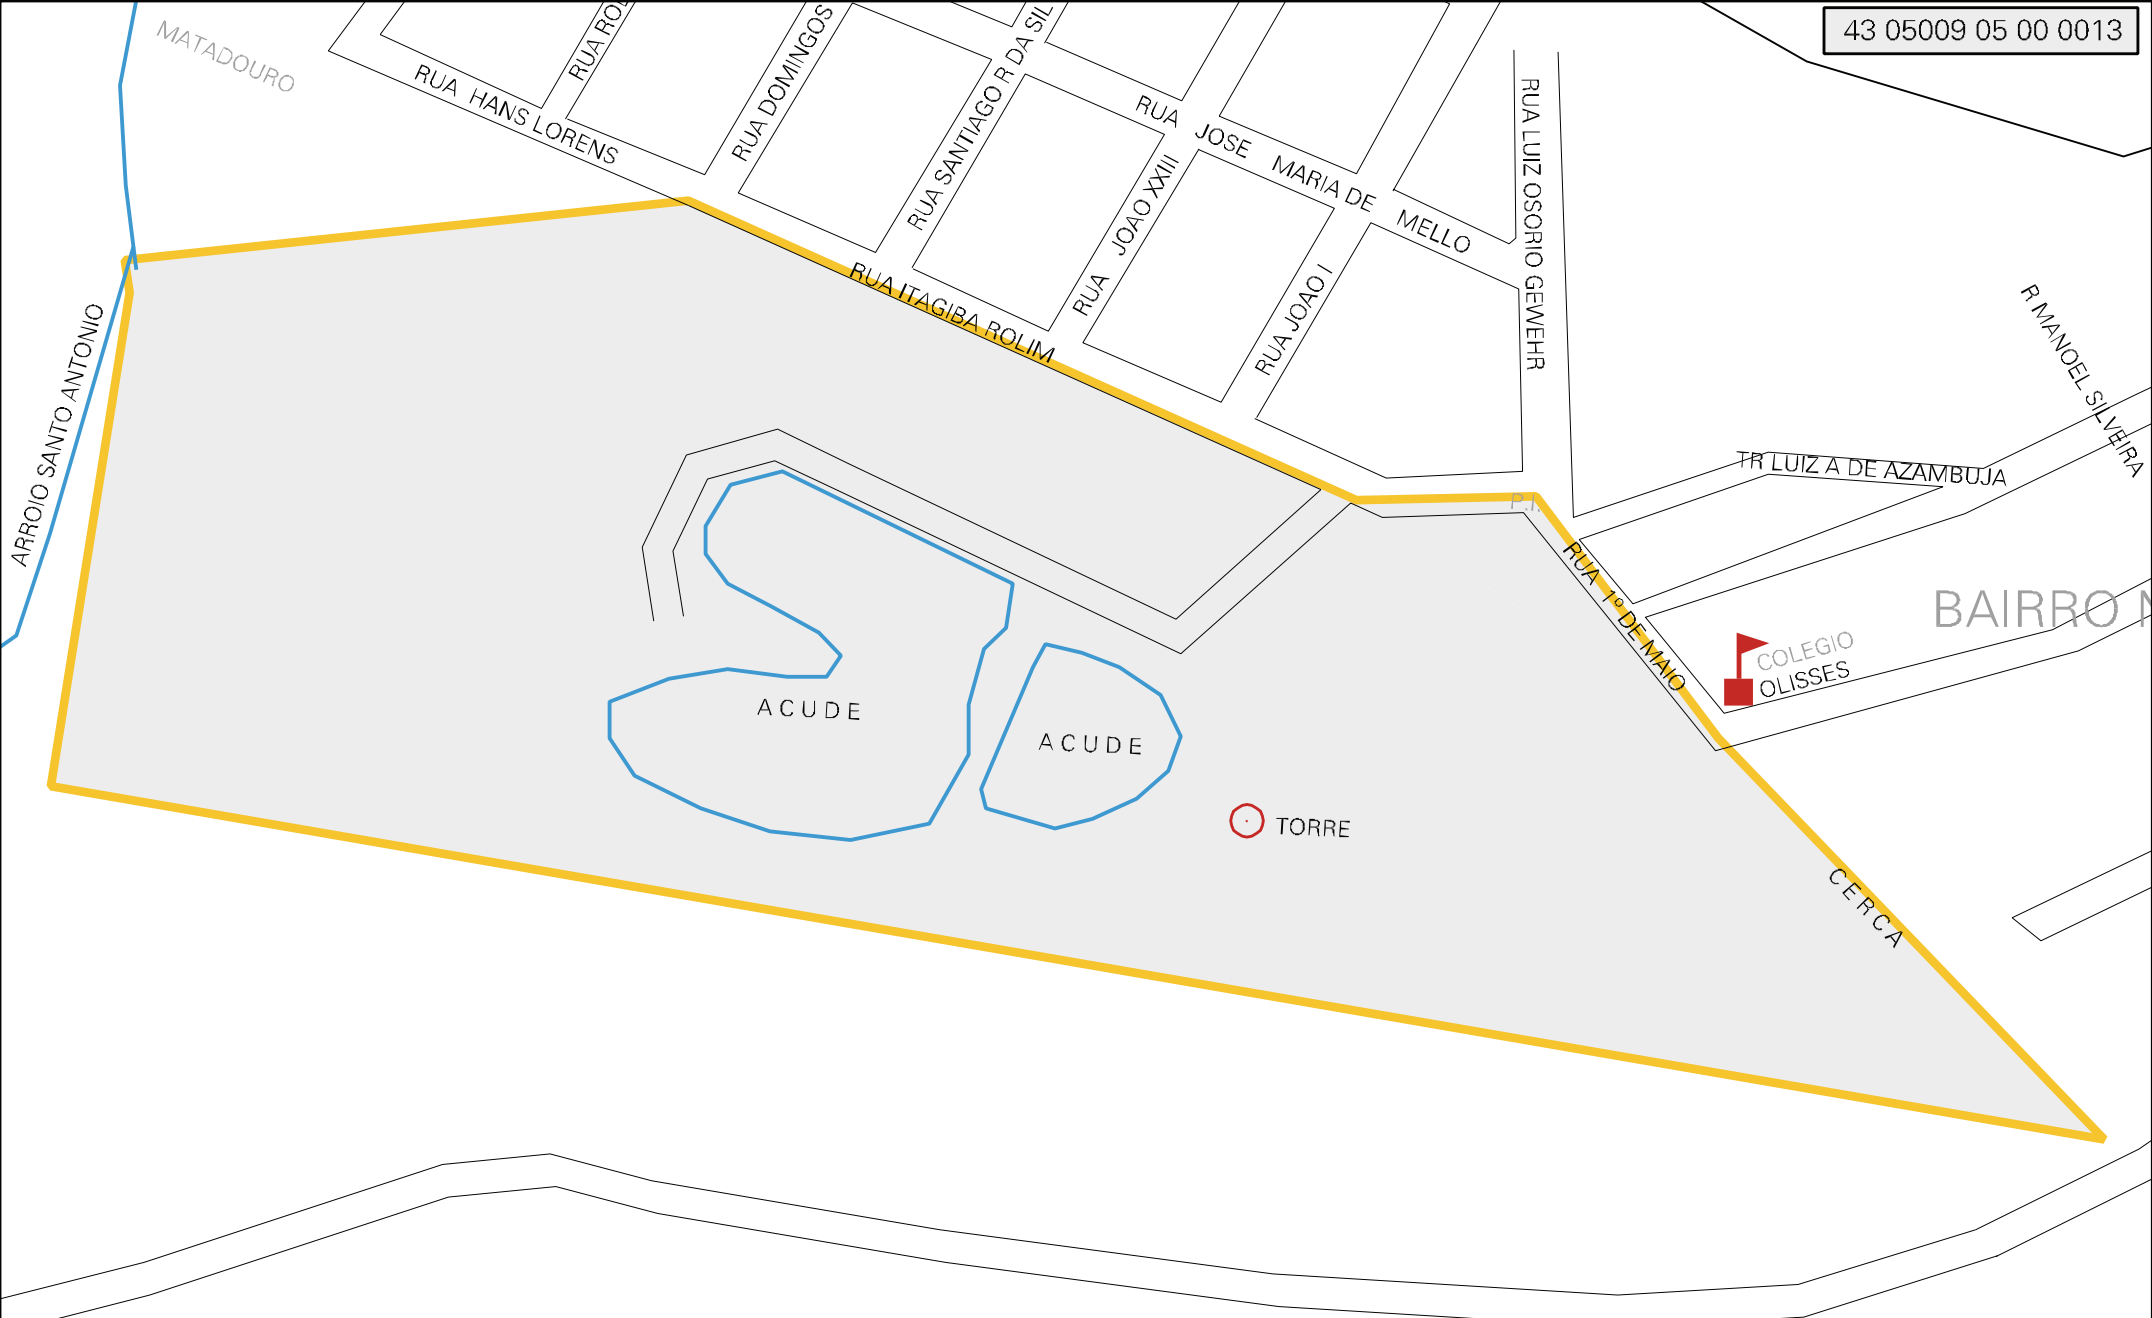 43 05009 05 00 0013
MATADOURO
RUA HANS LORENS
RUA ROL
RUA DOMINGOS
RUA SANTIAGO R DA SIL
RUA JOSE MARIA DE MELLO
RUA JOAO XXIII
RUA JOAO I
RUA LUIZ OSORIO GEWEHR
RUA ITAGIBA ROLIM
ARROIO SANTO ANTONIO
R MANOEL SILVEIRA
TR LUIZ A DE AZAMBUJA
P.I.
RUA 1º DE MAIO
BAIRRO N
COLEGIO
OLISSES
ACUDE
ACUDE
TORRE
CERCA